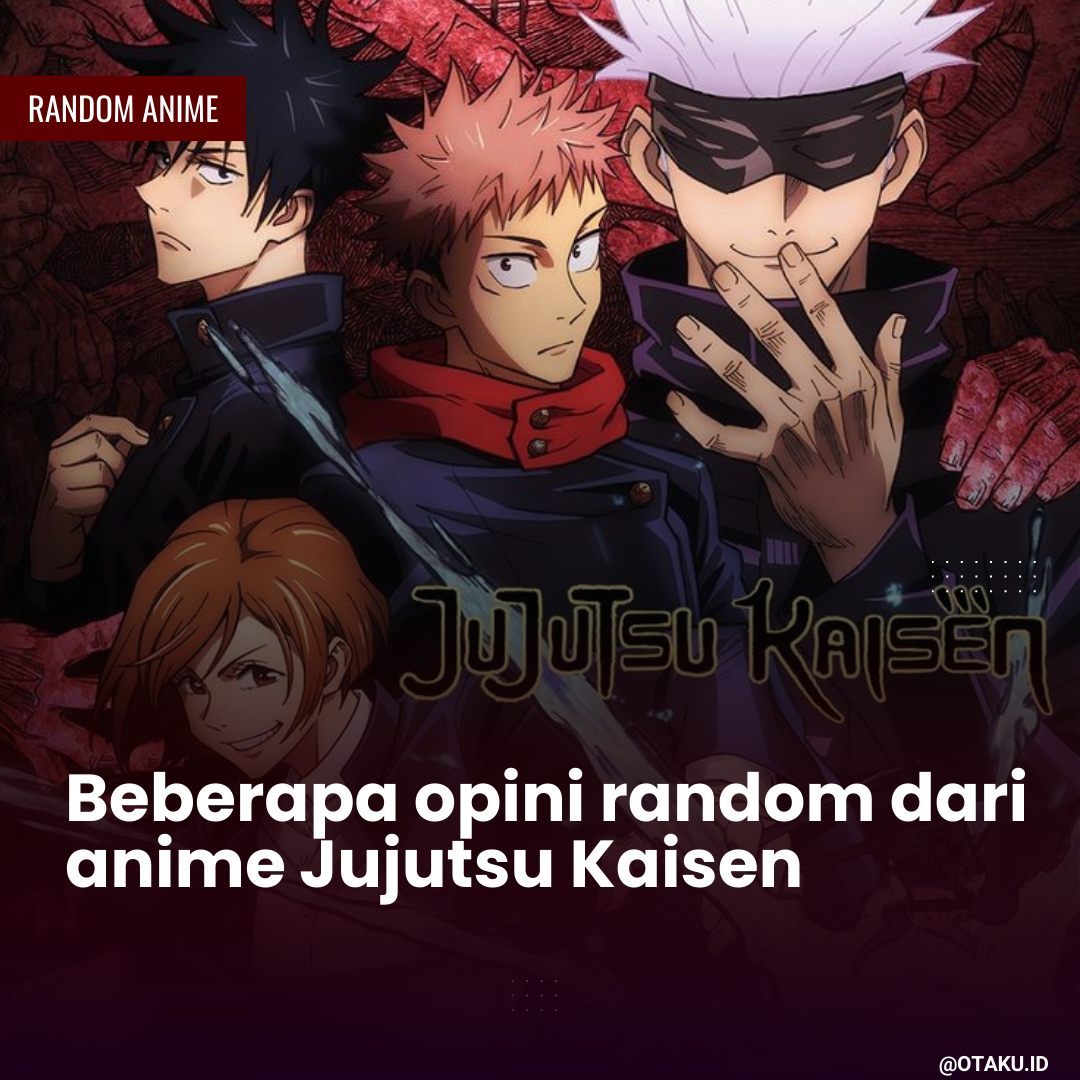 RANDOM ANIME
JUJUTSU KAISEN
Beberapa opini random dari
anime Jujutsu Kaisen
@OTAKU.ID